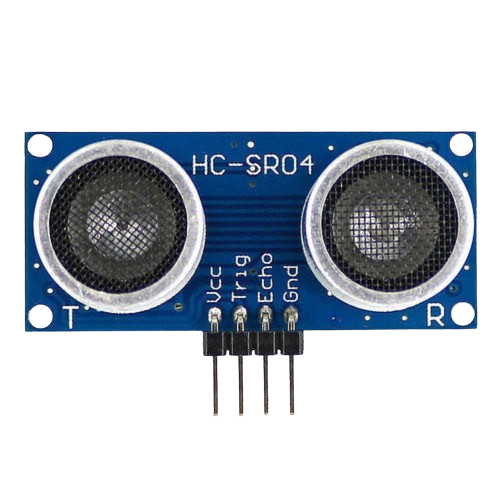 HC-SR04
Vcc
Trig
Echo
Gnd
T
R